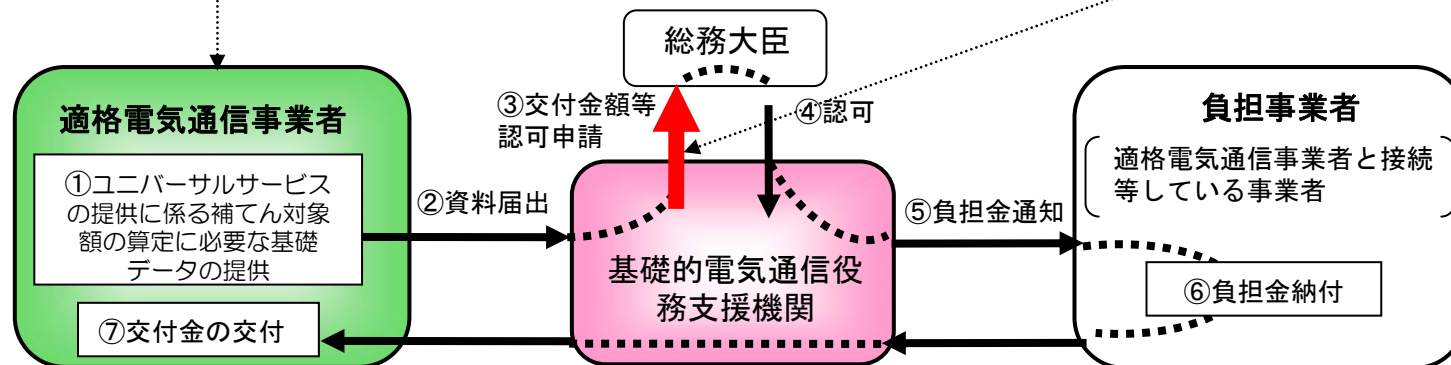 総務大臣
適格電気通信事業者
①ユニバーサルサービス
の提供に係る補てん対象
額の算定に必要な基礎
データの提供
⑦交付金の交付
②資料届出
③交付金額等
認可申請
④認可
基礎的電気通信役
務支援機関
⑤負担金通知
負担事業者
適格電気通信事業者と接続
等している事業者
⑥負担金納付